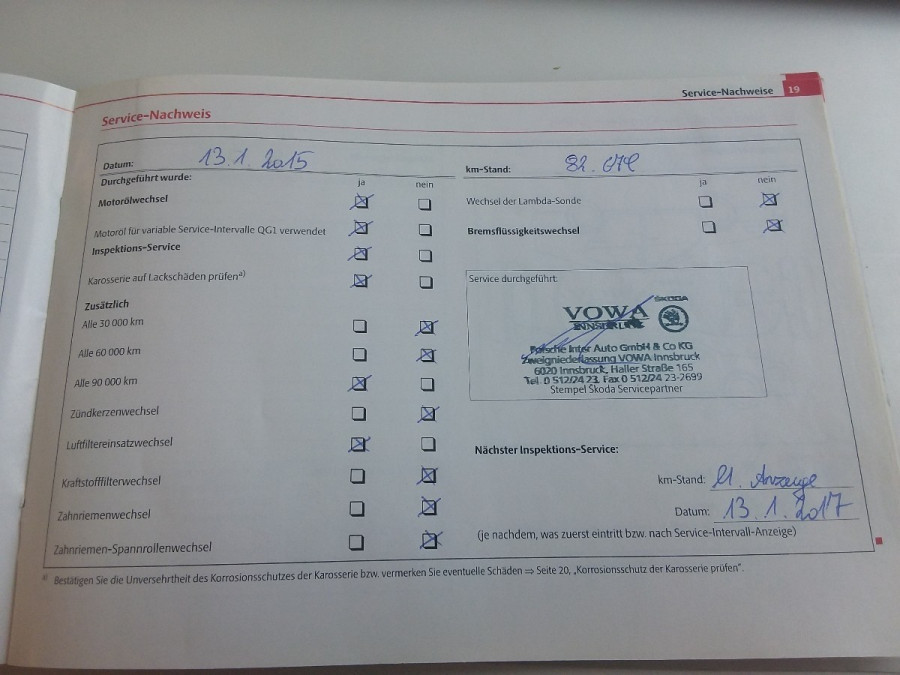 Service-Nachweise 19
Service-Nachweis
Datum: 13.1.2015
km-Stand:
Durchgeführt wurde:
ja nein
ja nein
Motorölwechsel
Wechsel der Lambda-Sonde
Motoröl für variable Service-Intervalle QG1 verwendet
Bremsflüssigkeitswechsel
Inspektions-Service
Karosserie auf Lackschäden prüfen a)
Service durchgeführt:
Zusätzlich
Alle 30 000 km
Alle 60 000 km
Alle 90 000 km
Zündkerzenwechsel
Luftfiltereinsatzwechsel
Kraftstofffilterwechsel
Zahnriemenwechsel
Zahnriemen-Spannrollenwechsel
ŠKODA
VOWA
INNSBRUCK
Porsche Inter Auto GmbH & Co KG
Zweigniederlassung VOWA Innsbruck
6020 Innsbruck, Haller Straße 165
Tel. 0 512/24 23, Fax 0 512/24 23-2699
Stempel Škoda Servicepartner
Nächster Inspektions-Service:
km-Stand: lt. Anzeige
Datum: 13.1.2017
(je nachdem, was zuerst eintritt bzw. nach Service-Intervall-Anzeige)
a) Bestätigen Sie die Unversehrtheit des Korrosionsschutzes der Karosserie bzw. vermerken Sie eventuelle Schäden ⇒ Seite 20, „Korrosionsschutz der Karosserie prüfen“.